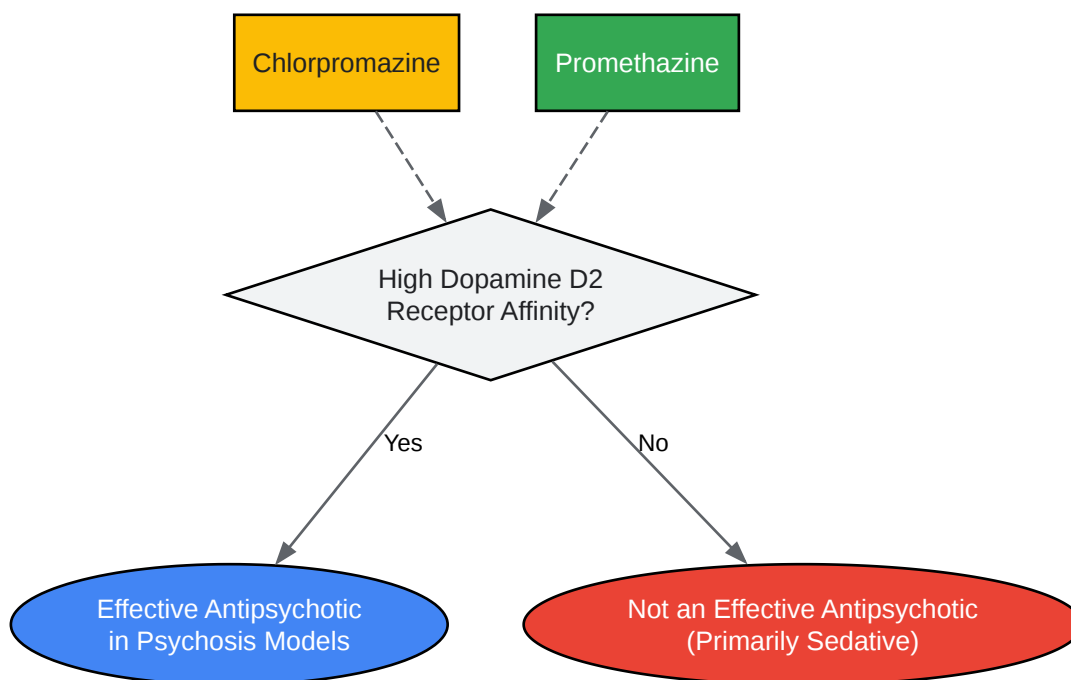 Chlorpromazine
Promethazine
High Dopamine D2
Receptor Affinity?
Yes
No
Effective Antipsychotic
in Psychosis Models
Not an Effective Antipsychotic
(Primarily Sedative)